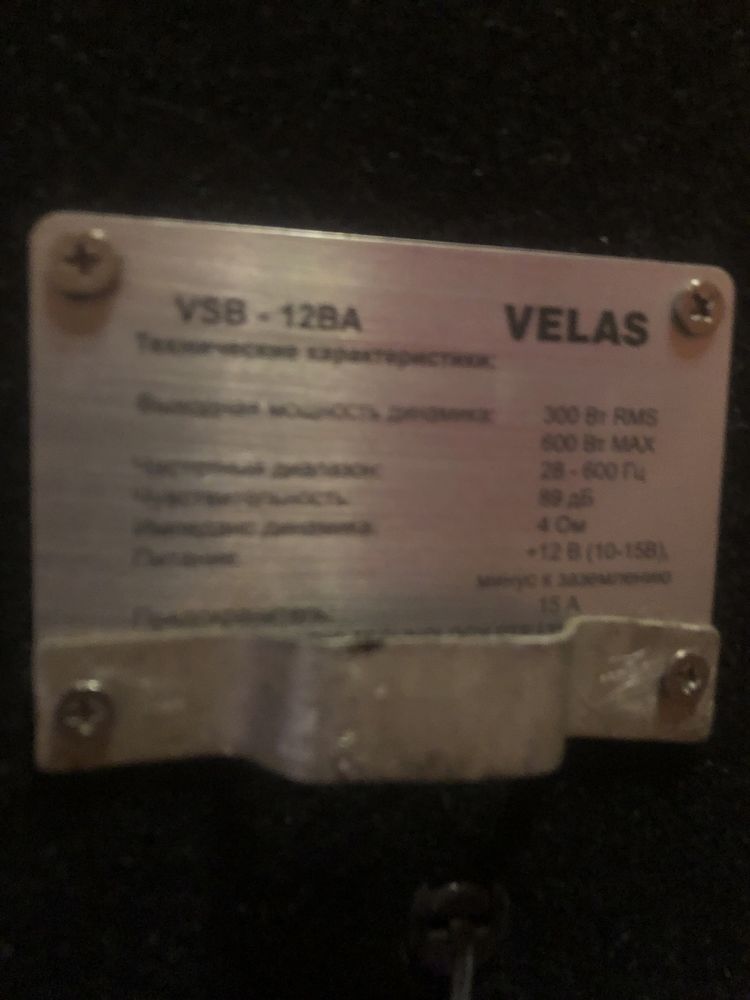 VSB - 12BA VELAS
Технические характеристики:
Выходная мощность динамика: 300 Вт RMS
600 Вт MAX
Частотный диапазон: 28 - 600 Гц
Чувствительность: 89 дБ
Импеданс динамика: 4 Ом
Питание: +12 В (10-15В),
минус к заземлению
Предохранитель: 15 А